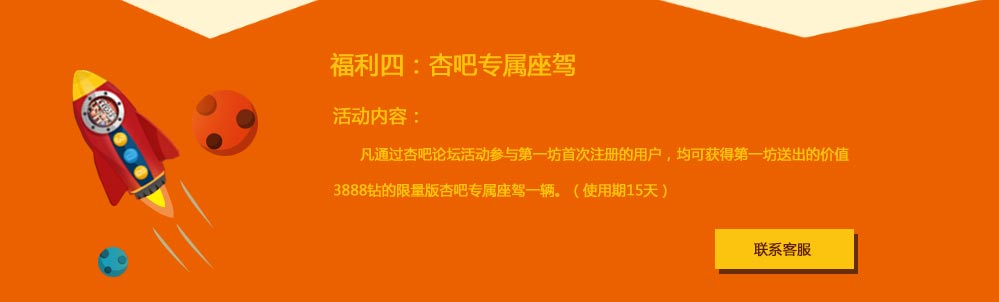 福利四：杏吧专属座驾
活动内容：
凡通过杏吧论坛活动参与第一坊首次注册的用户，均可获得第一坊送出的价值
3888钻的限量版杏吧专属座驾一辆。（使用期15天）
联系客服